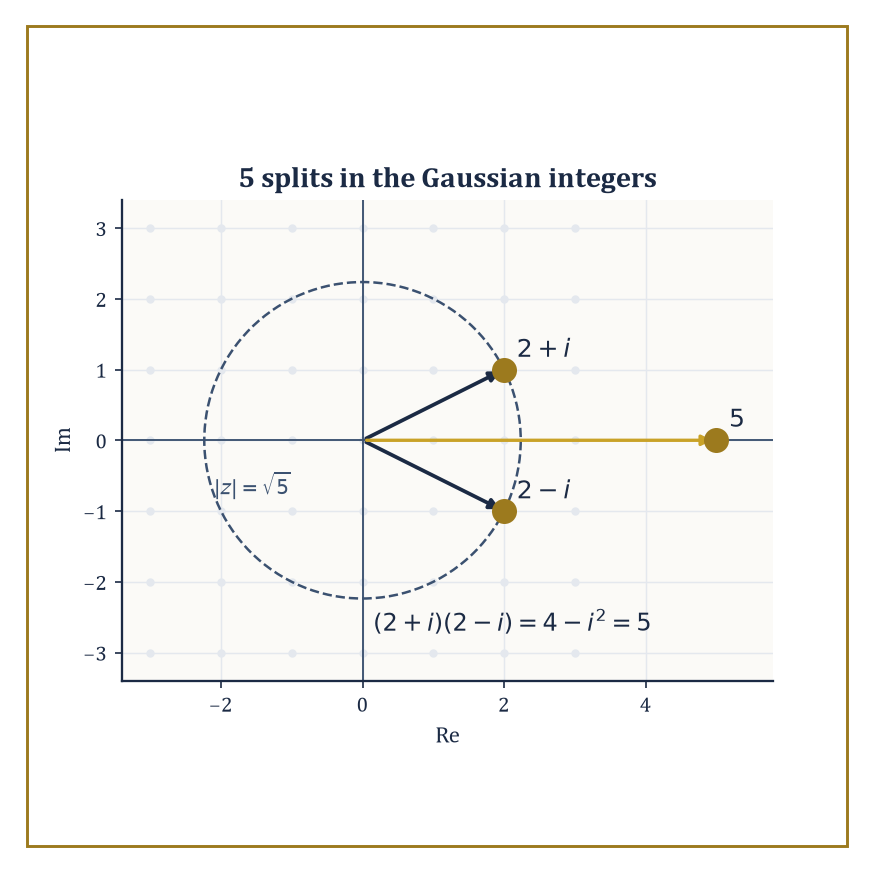 5 splits in the Gaussian integers
3
2
1
0
−1
−2
−3
Im
2 + i
5
2 − i
|z| = √5
(2 + i)(2 − i) = 4 − i² = 5
−2 0 2 4
Re